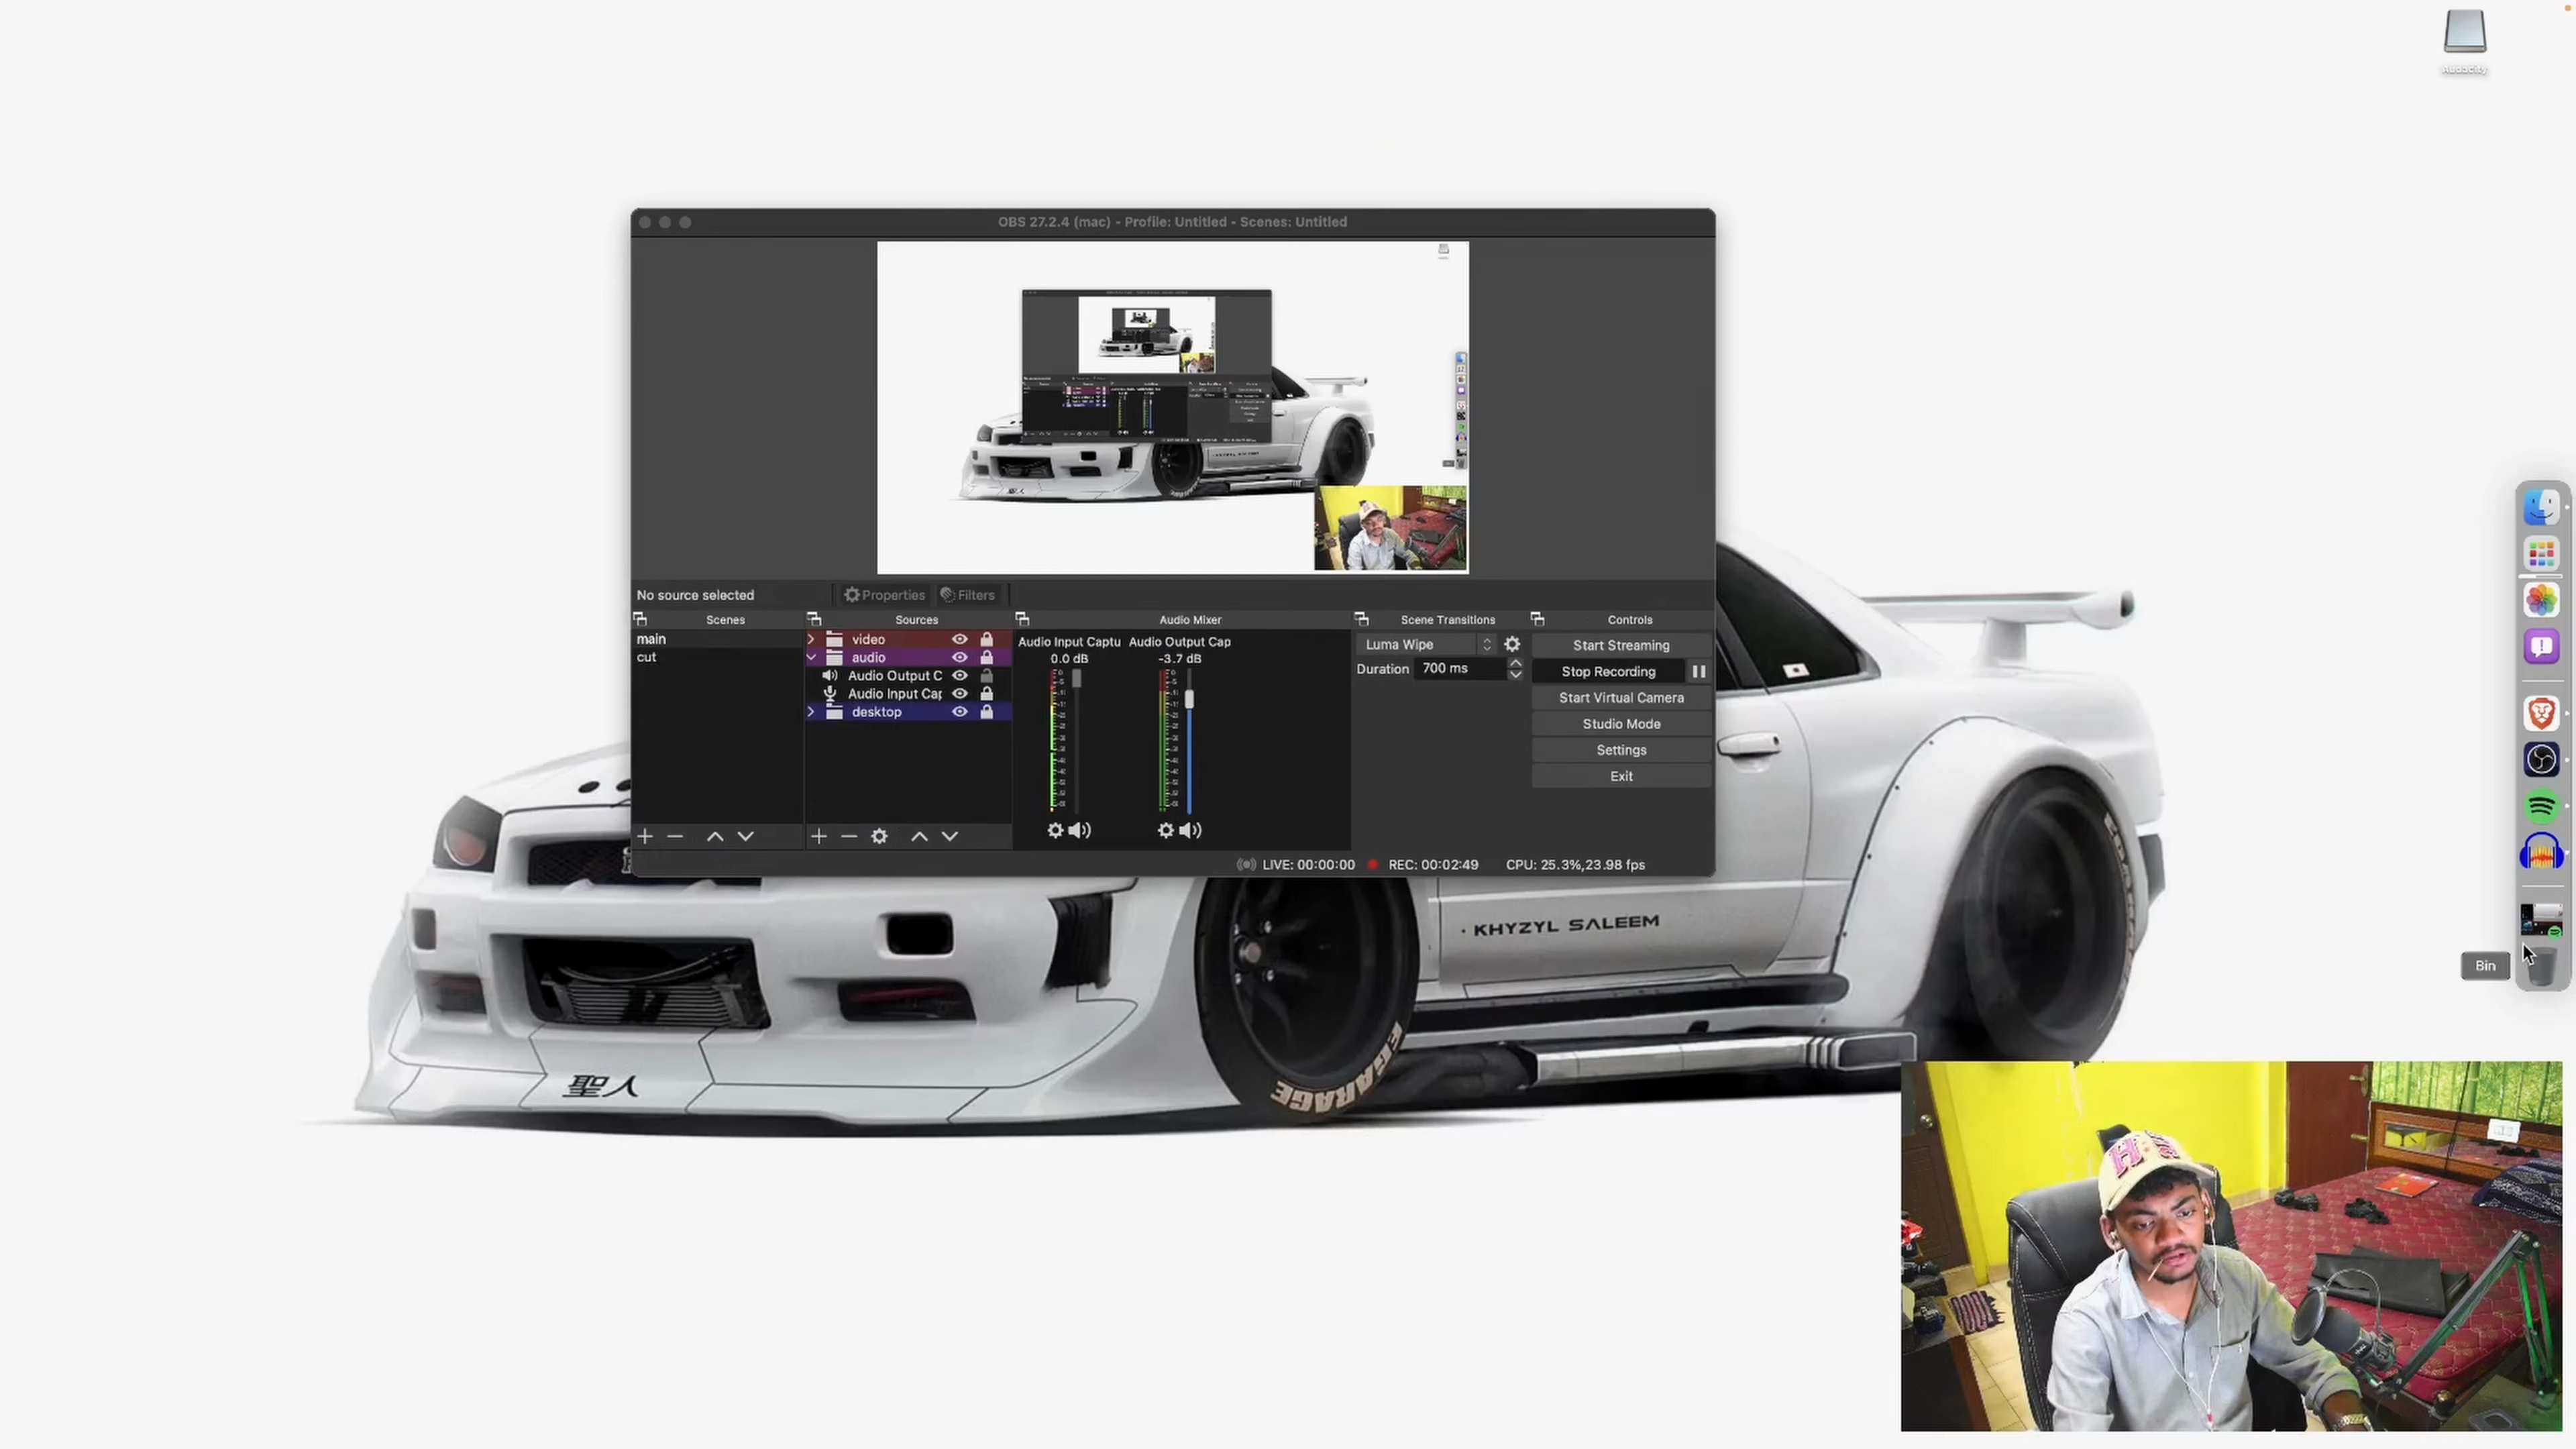 Audacity
OBS 27.2.4 (mac) - Profile: Untitled - Scenes: Untitled
No source selected
Properties
Filters
Scenes
Sources
Audio Mixer
Scene Transitions
Controls
main
cut
video
audio
Audio Output C
Audio Input Cap
desktop
Audio Input Captu
Audio Output Cap
0.0 dB
-3.7 dB
Luma Wipe
Duration
700 ms
Start Streaming
Stop Recording
Start Virtual Camera
Studio Mode
Settings
Exit
LIVE: 00:00:00
REC: 00:02:49
CPU: 25.3%,23.98 fps
· KHYZYL SALEEM
Bin
聖人
GARAGE